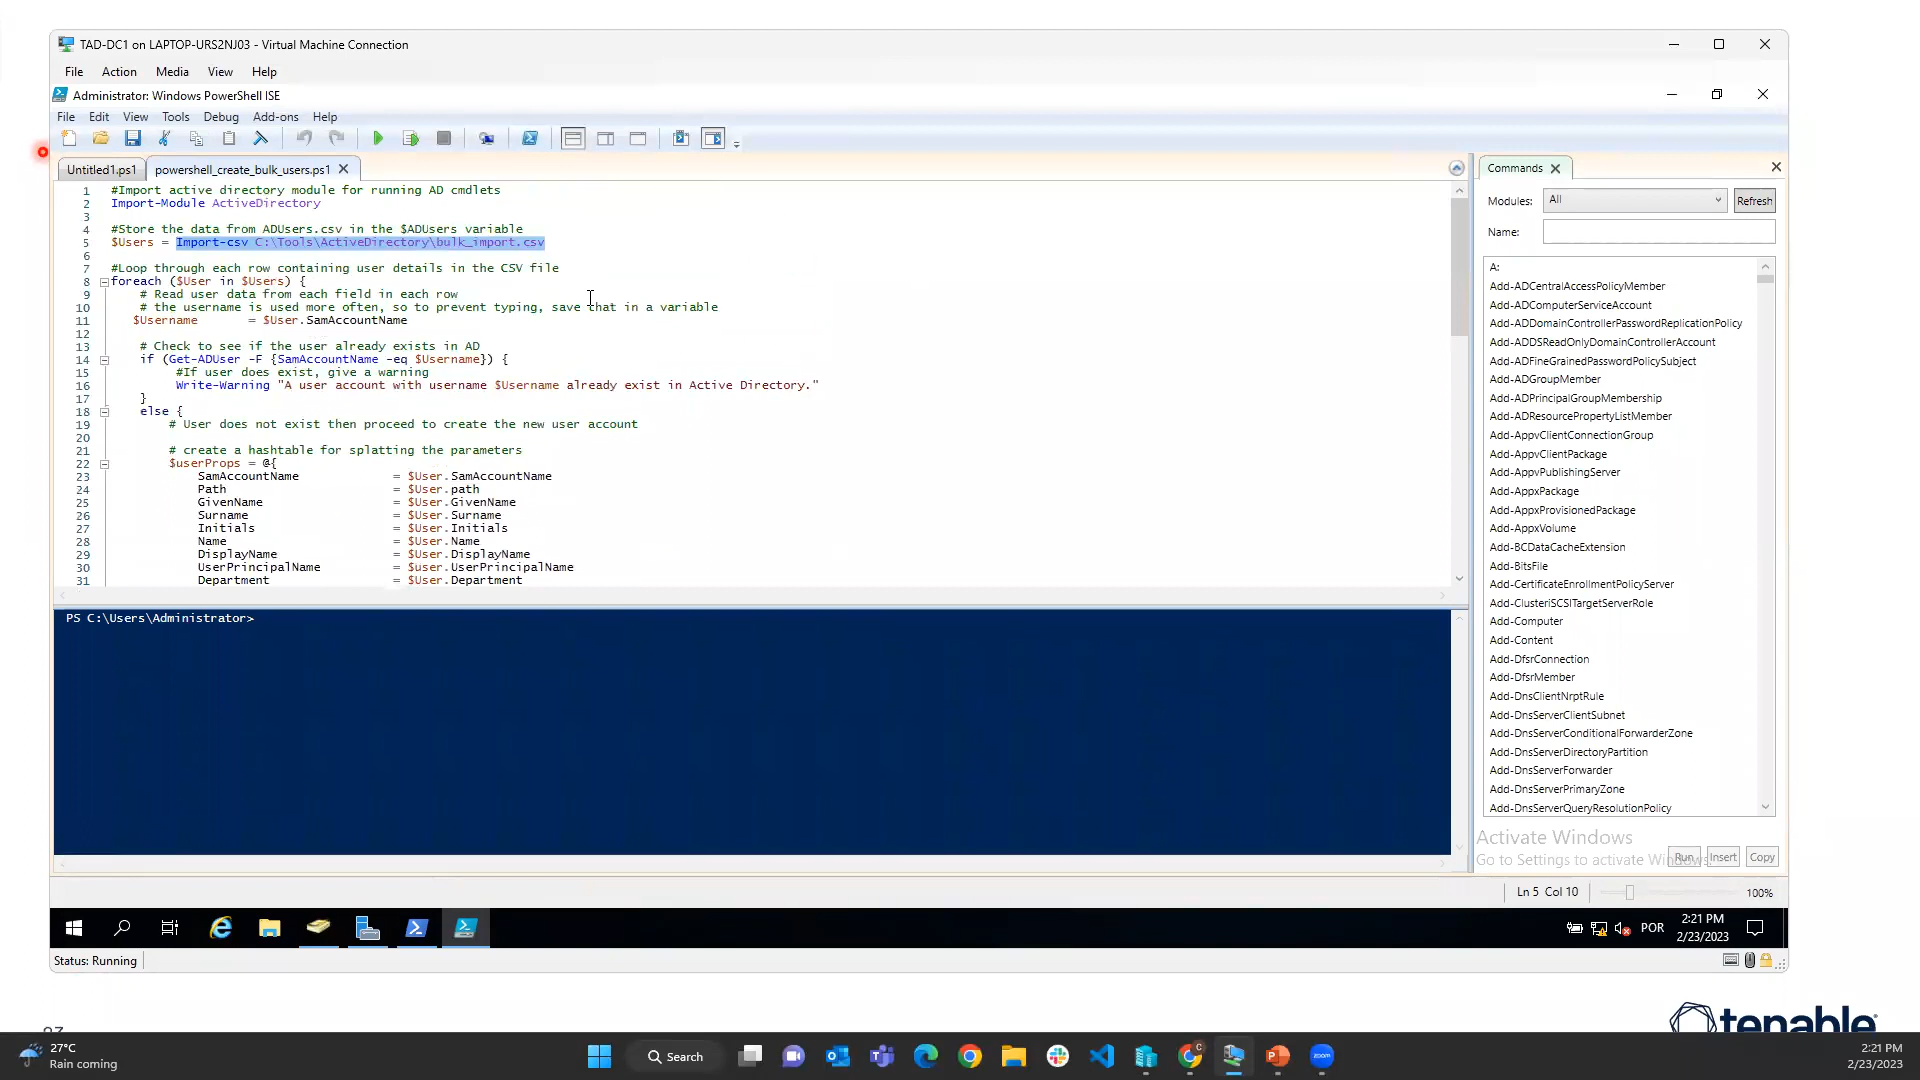 TAD-DC1 on LAPTOP-URS2NJ03 - Virtual Machine Connection
File Action Media View Help
Administrator: Windows PowerShell ISE
File Edit View Tools Debug Add-ons Help
Untitled1.ps1 powershell_create_bulk_users.ps1
1 #Import active directory module for running AD cmdlets
2 Import-Module ActiveDirectory
3
4 #Store the data from ADUsers.csv in the $ADUsers variable
5 $Users = Import-csv C:\Tools\ActiveDirectory\bulk_import.csv
6
7 #Loop through each row containing user details in the CSV file
8 foreach ($User in $Users) {
9 # Read user data from each field in each row
10 # the username is used more often, so to prevent typing, save that in a variable
11 $Username = $User.SamAccountName
12
13 # Check to see if the user already exists in AD
14 if (Get-ADUser -F {SamAccountName -eq $Username}) {
15 #If user does exist, give a warning
16 Write-Warning "A user account with username $Username already exist in Active Directory."
17 }
18 else {
19 # User does not exist then proceed to create the new user account
20
21 # create a hashtable for splatting the parameters
22 $userProps = @{
23 SamAccountName = $User.SamAccountName
24 Path = $User.path
25 GivenName = $User.GivenName
26 Surname = $User.Surname
27 Initials = $User.Initials
28 Name = $User.Name
29 DisplayName = $User.DisplayName
30 UserPrincipalName = $User.UserPrincipalName
31 Department = $User.Department
PS C:\Users\Administrator>
Commands
Modules: All Refresh
Name:
A:
Add-ADCentralAccessPolicyMember
Add-ADComputerServiceAccount
Add-ADDomainControllerPasswordReplicationPolicy
Add-ADDSReadOnlyDomainControllerAccount
Add-ADFineGrainedPasswordPolicySubject
Add-ADGroupMember
Add-ADPrincipalGroupMembership
Add-ADResourcePropertyListMember
Add-AppvClientConnectionGroup
Add-AppvClientPackage
Add-AppvPublishingServer
Add-AppxPackage
Add-AppxProvisionedPackage
Add-AppxVolume
Add-BCDataCacheExtension
Add-BitsFile
Add-CertificateEnrollmentPolicyServer
Add-ClusteriSCSITargetServerRole
Add-Computer
Add-Content
Add-DfsrConnection
Add-DfsrMember
Add-DnsClientNrptRule
Add-DnsServerClientSubnet
Add-DnsServerConditionalForwarderZone
Add-DnsServerDirectoryPartition
Add-DnsServerForwarder
Add-DnsServerPrimaryZone
Add-DnsServerQueryResolutionPolicy
Activate Windows
Go to Settings to activate Windows.
Run Insert Copy
Ln 5 Col 10 100%
POR
2:21 PM
2/23/2023
Status: Running
tenable
27°C
Rain coming
Search
2:21 PM
2/23/2023